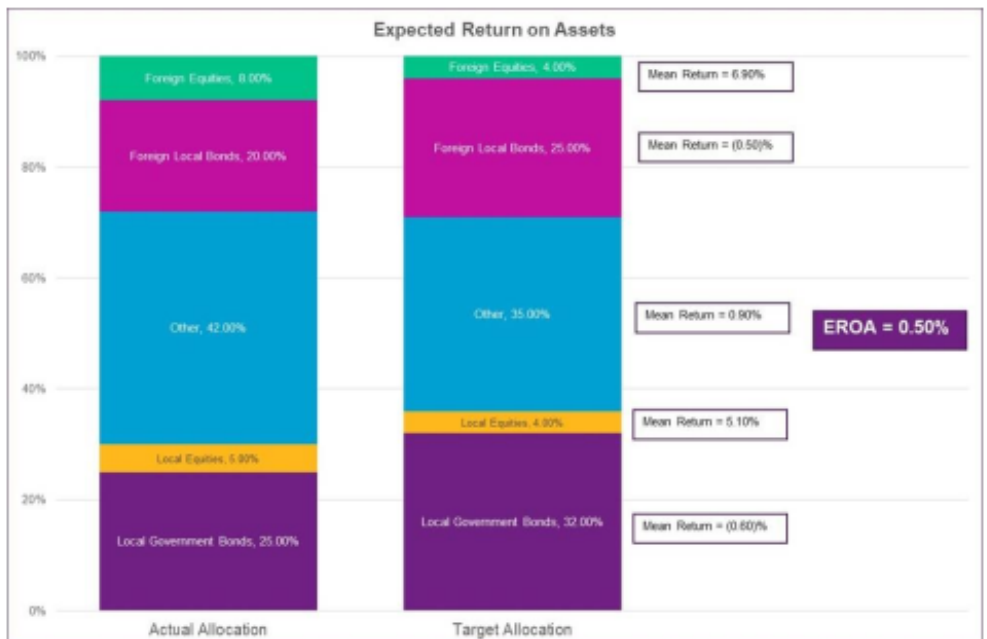 Expected Return on Assets
100%
Foreign Equities, 8.00%
Foreign Equities, 4.00%
Mean Return = 6.90%
Foreign Local Bonds, 20.00%
Foreign Local Bonds, 25.00%
Mean Return = (0.50)%
80%
60%
Other, 42.00%
Other, 35.00%
Mean Return = 0.90%
EROA = 0.50%
40%
Local Equities, 5.00%
Local Equities, 4.00%
Mean Return = 5.10%
20%
Local Government Bonds, 25.00%
Local Government Bonds, 32.00%
Mean Return = (0.60)%
0%
Actual Allocation
Target Allocation